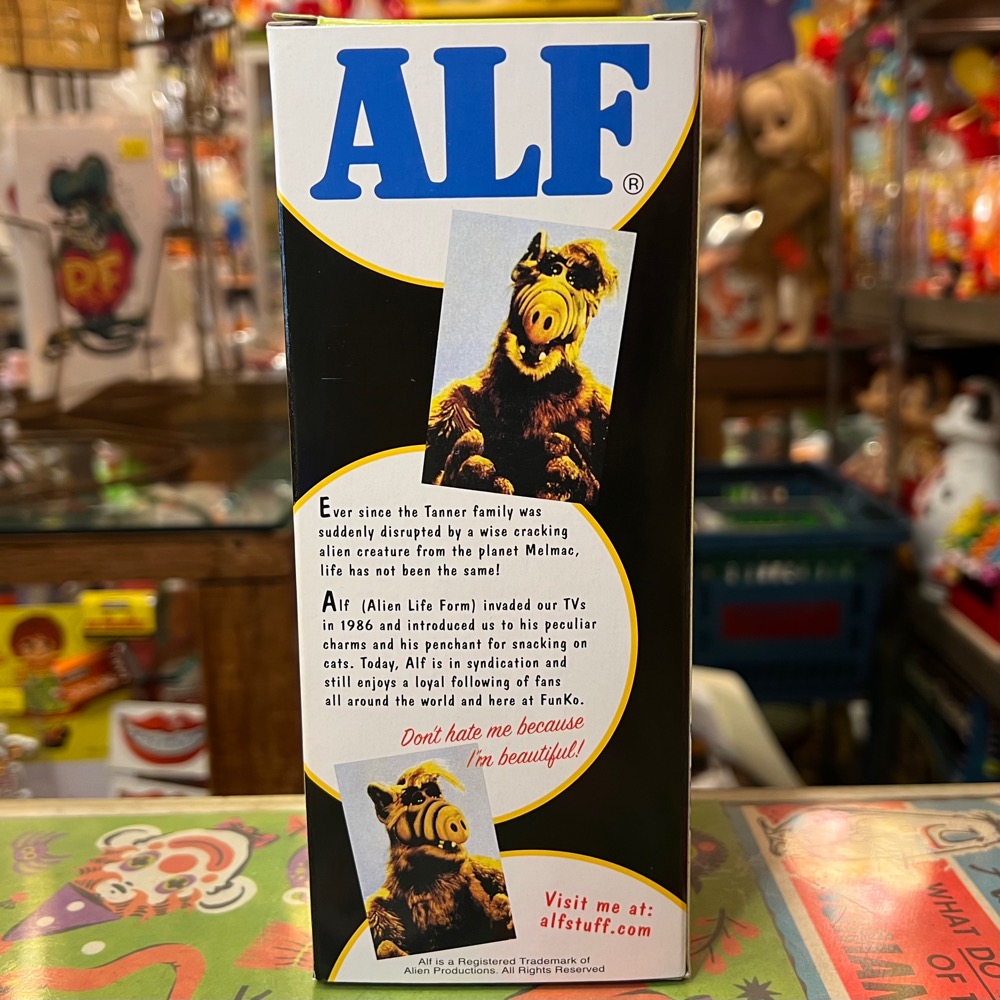 ALF®
Ever since the Tanner family was
suddenly disrupted by a wise cracking
alien creature from the planet Melmac,
life has not been the same!
Alf (Alien Life Form) invaded our TVs
in 1986 and introduced us to his peculiar
charms and his penchant for snacking on
cats. Today, Alf is in syndication and
still enjoys a loyal following of fans
all around the world and here at FunKo.
Don't hate me because
I'm beautiful!
Visit me at:
alfstuff.com
Alf is a Registered Trademark of
Alien Productions. All Rights Reserved
R.F.
WHAT DO
OF